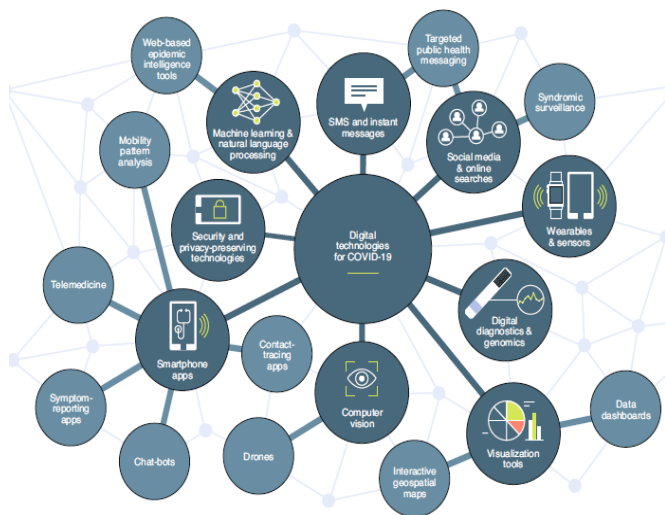 Web-based
epidemic
intelligence
tools
Targeted
public health
messaging
Machine learning &
natural language
processing
SMS and instant
messages
Syndromic
surveillance
Social media
& online
searches
Mobility
pattern
analysis
Security and
privacy-preserving
technologies
Digital
technologies
for COVID-19
Wearables
& sensors
Telemedicine
Digital
diagnostics &
genomics
Smartphone
apps
Contact-
tracing apps
Symptom-
reporting apps
Computer
vision
Data
dashboards
Chat-bots
Drones
Interactive
geospatial
maps
Visualization
tools